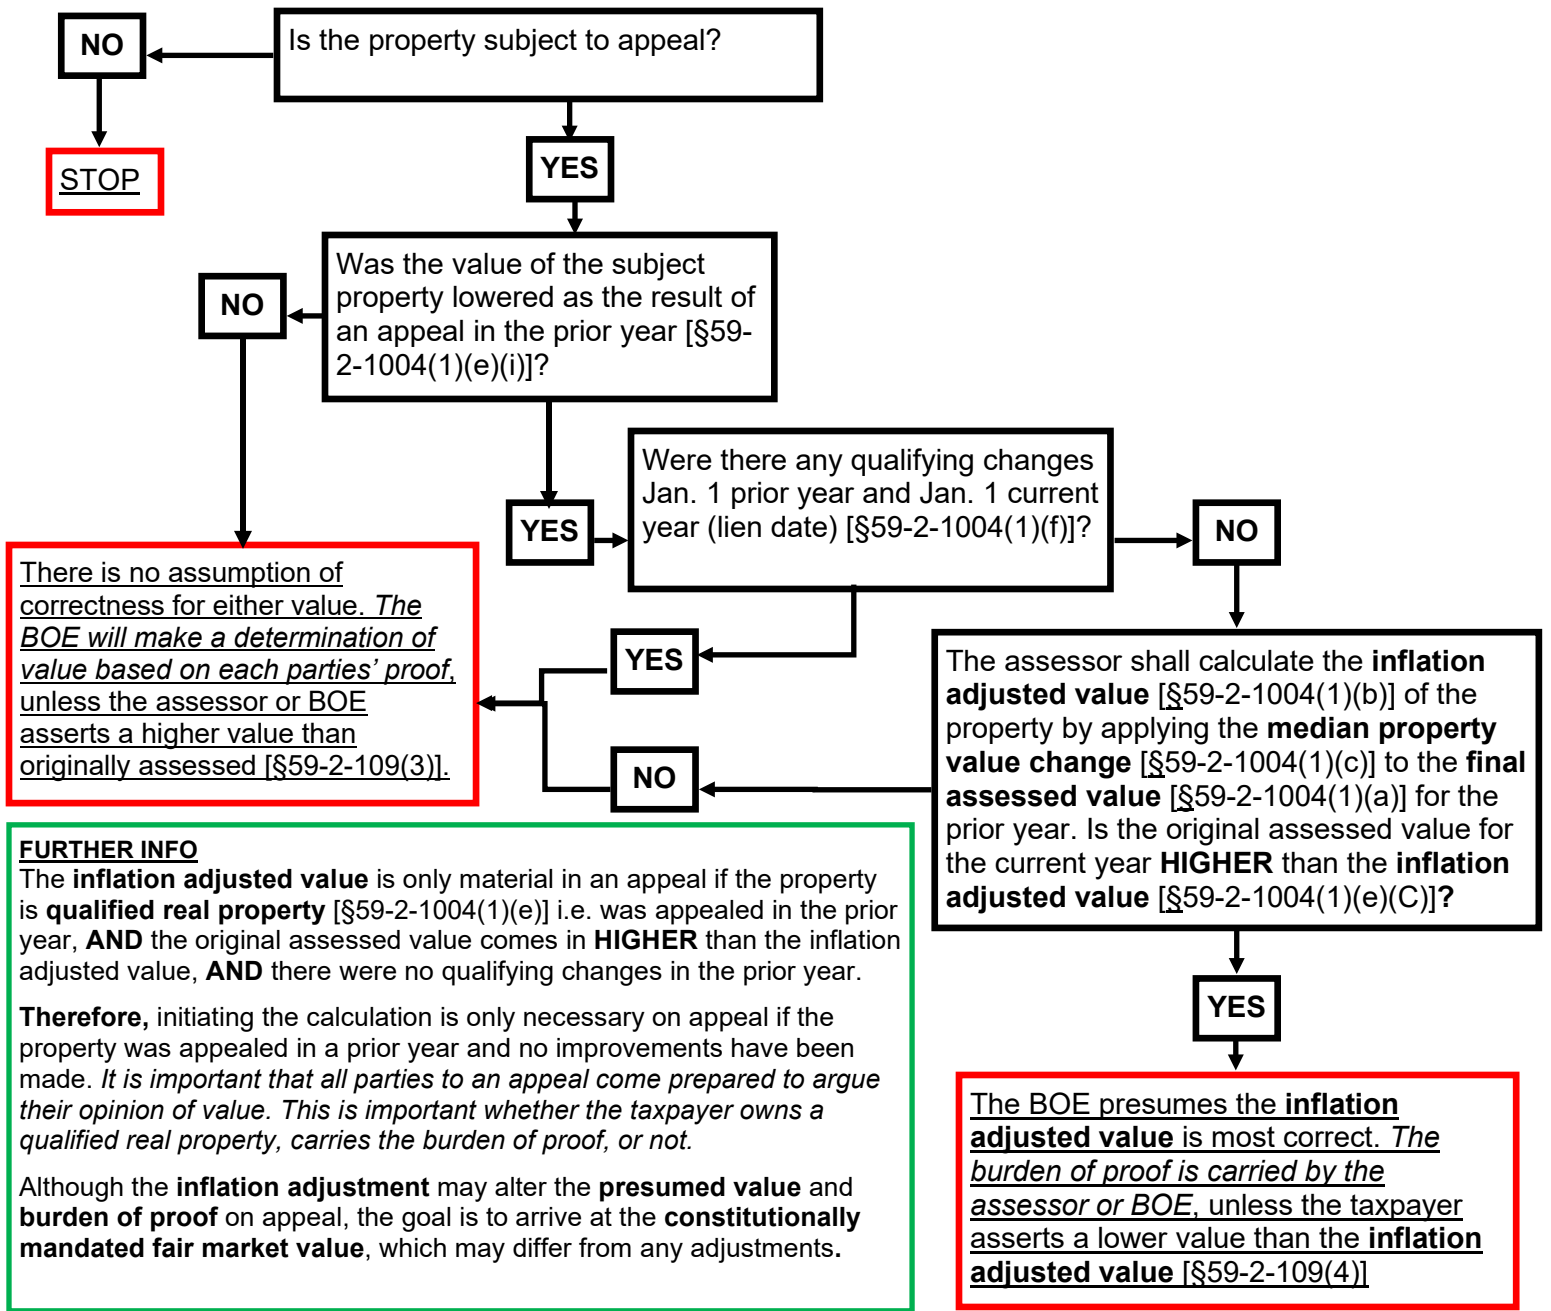 NO
Is the property subject to appeal?
STOP
YES
Was the value of the subject
property lowered as the result of
an appeal in the prior year [§59-
2-1004(1)(e)(i)]?
NO
Were there any qualifying changes
Jan. 1 prior year and Jan. 1 current
year (lien date) [§59-2-1004(1)(f)]?
YES
NO
There is no assumption of
correctness for either value. The
BOE will make a determination of
value based on each parties’ proof,
unless the assessor or BOE
asserts a higher value than
originally assessed [§59-2-109(3)].
YES
NO
The assessor shall calculate the inflation
adjusted value [§59-2-1004(1)(b)] of the
property by applying the median property
value change [§59-2-1004(1)(c)] to the final
assessed value [§59-2-1004(1)(a)] for the
prior year. Is the original assessed value for
the current year HIGHER than the inflation
adjusted value [§59-2-1004(1)(e)(C)]?
FURTHER INFO
The inflation adjusted value is only material in an appeal if the property
is qualified real property [§59-2-1004(1)(e)] i.e. was appealed in the prior
year, AND the original assessed value comes in HIGHER than the inflation
adjusted value, AND there were no qualifying changes in the prior year.
Therefore, initiating the calculation is only necessary on appeal if the
property was appealed in a prior year and no improvements have been
made. It is important that all parties to an appeal come prepared to argue
their opinion of value. This is important whether the taxpayer owns a
qualified real property, carries the burden of proof, or not.
Although the inflation adjustment may alter the presumed value and
burden of proof on appeal, the goal is to arrive at the constitutionally
mandated fair market value, which may differ from any adjustments.
YES
The BOE presumes the inflation
adjusted value is most correct. The
burden of proof is carried by the
assessor or BOE, unless the taxpayer
asserts a lower value than the inflation
adjusted value [§59-2-109(4)]